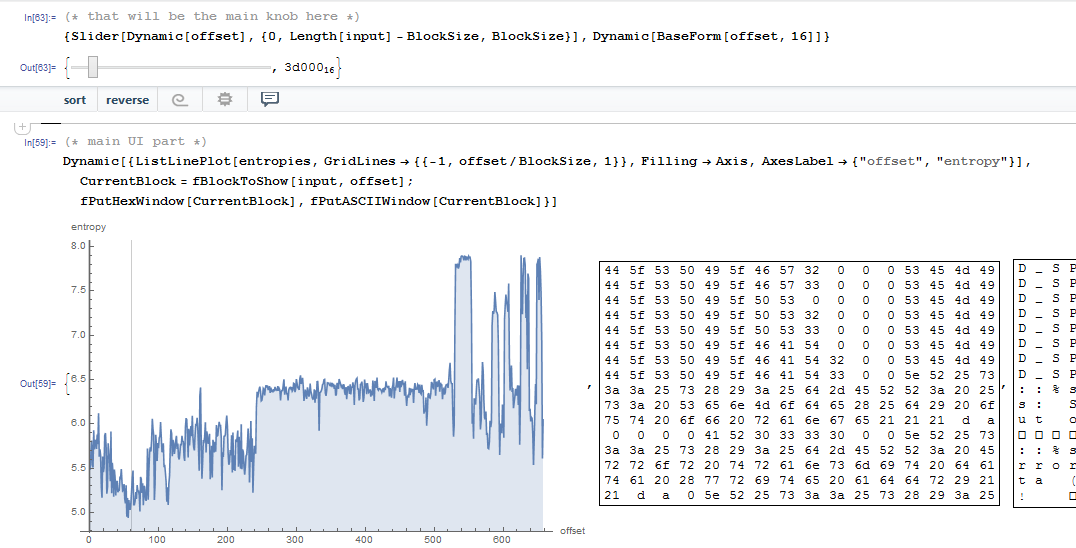 In[63]:= (* that will be the main knob here *)
{Slider[Dynamic[offset], {0, Length[input] - BlockSize, BlockSize}], Dynamic[BaseForm[offset, 16]]}
Out[63]= { , 3d000₁₆}
sort reverse
In[59]:= (* main UI part *)
Dynamic[{ListLinePlot[entropies, GridLines → {{-1, offset/BlockSize, 1}}, Filling → Axis, AxesLabel → {"offset", "entropy"}],
CurrentBlock = fBlockToShow[input, offset];
fPutHexWindow[CurrentBlock], fPutASCIIWindow[CurrentBlock]}]
Out[59]= {
entropy
8.0
7.5
7.0
6.5
6.0
5.5
5.0
0 100 200 300 400 500 600
offset
,
44 5f 53 50 49 5f 46 57 32 0 0 0 53 45 4d 49
44 5f 53 50 49 5f 46 57 33 0 0 0 53 45 4d 49
44 5f 53 50 49 5f 50 53 0 0 0 0 53 45 4d 49
44 5f 53 50 49 5f 50 53 32 0 0 0 53 45 4d 49
44 5f 53 50 49 5f 50 53 33 0 0 0 53 45 4d 49
44 5f 53 50 49 5f 46 41 54 0 0 0 53 45 4d 49
44 5f 53 50 49 5f 46 41 54 32 0 0 53 45 4d 49
44 5f 53 50 49 5f 46 41 54 33 0 0 5e 52 25 73
3a 3a 25 73 28 29 3a 25 64 2d 45 52 52 3a 20 25
73 3a 20 53 65 6e 4d 6f 64 65 28 25 64 29 20 6f
75 74 20 6f 66 20 72 61 6e 67 65 21 21 21 d a
0 0 0 0 41 52 30 33 33 30 0 0 5e 52 25 73
3a 3a 25 73 28 29 3a 25 64 2d 45 52 52 3a 20 45
72 72 6f 72 20 74 72 61 6e 73 6d 69 74 20 64 61
74 61 20 28 77 72 69 74 65 20 61 64 64 72 29 21
21 d a 0 5e 52 25 73 3a 3a 25 73 28 29 3a 25
,
D _ S P
D _ S P
D _ S P
D _ S P
D _ S P
D _ S P
D _ S P
D _ S P
: : % s
s : S
u t o
□ □ □ □
: : % s
r r o r
t a (
! □